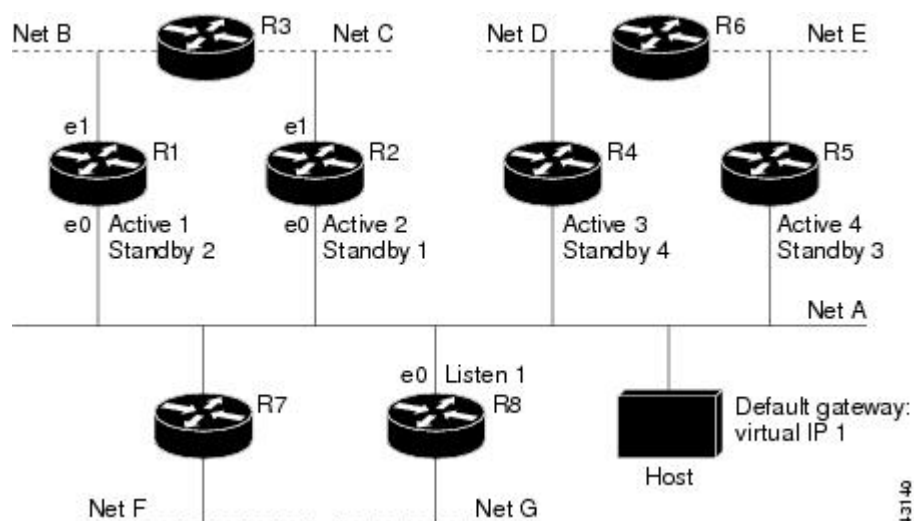 Net B
R3
Net C
Net D
R6
Net E
e1
R1
e1
R2
R4
R5
e0
Active 1
Standby 2
e0
Active 2
Standby 1
Active 3
Standby 4
Active 4
Standby 3
Net A
R7
e0
Listen 1
R8
Default gateway:
virtual IP 1
Host
Net F
Net G
43149